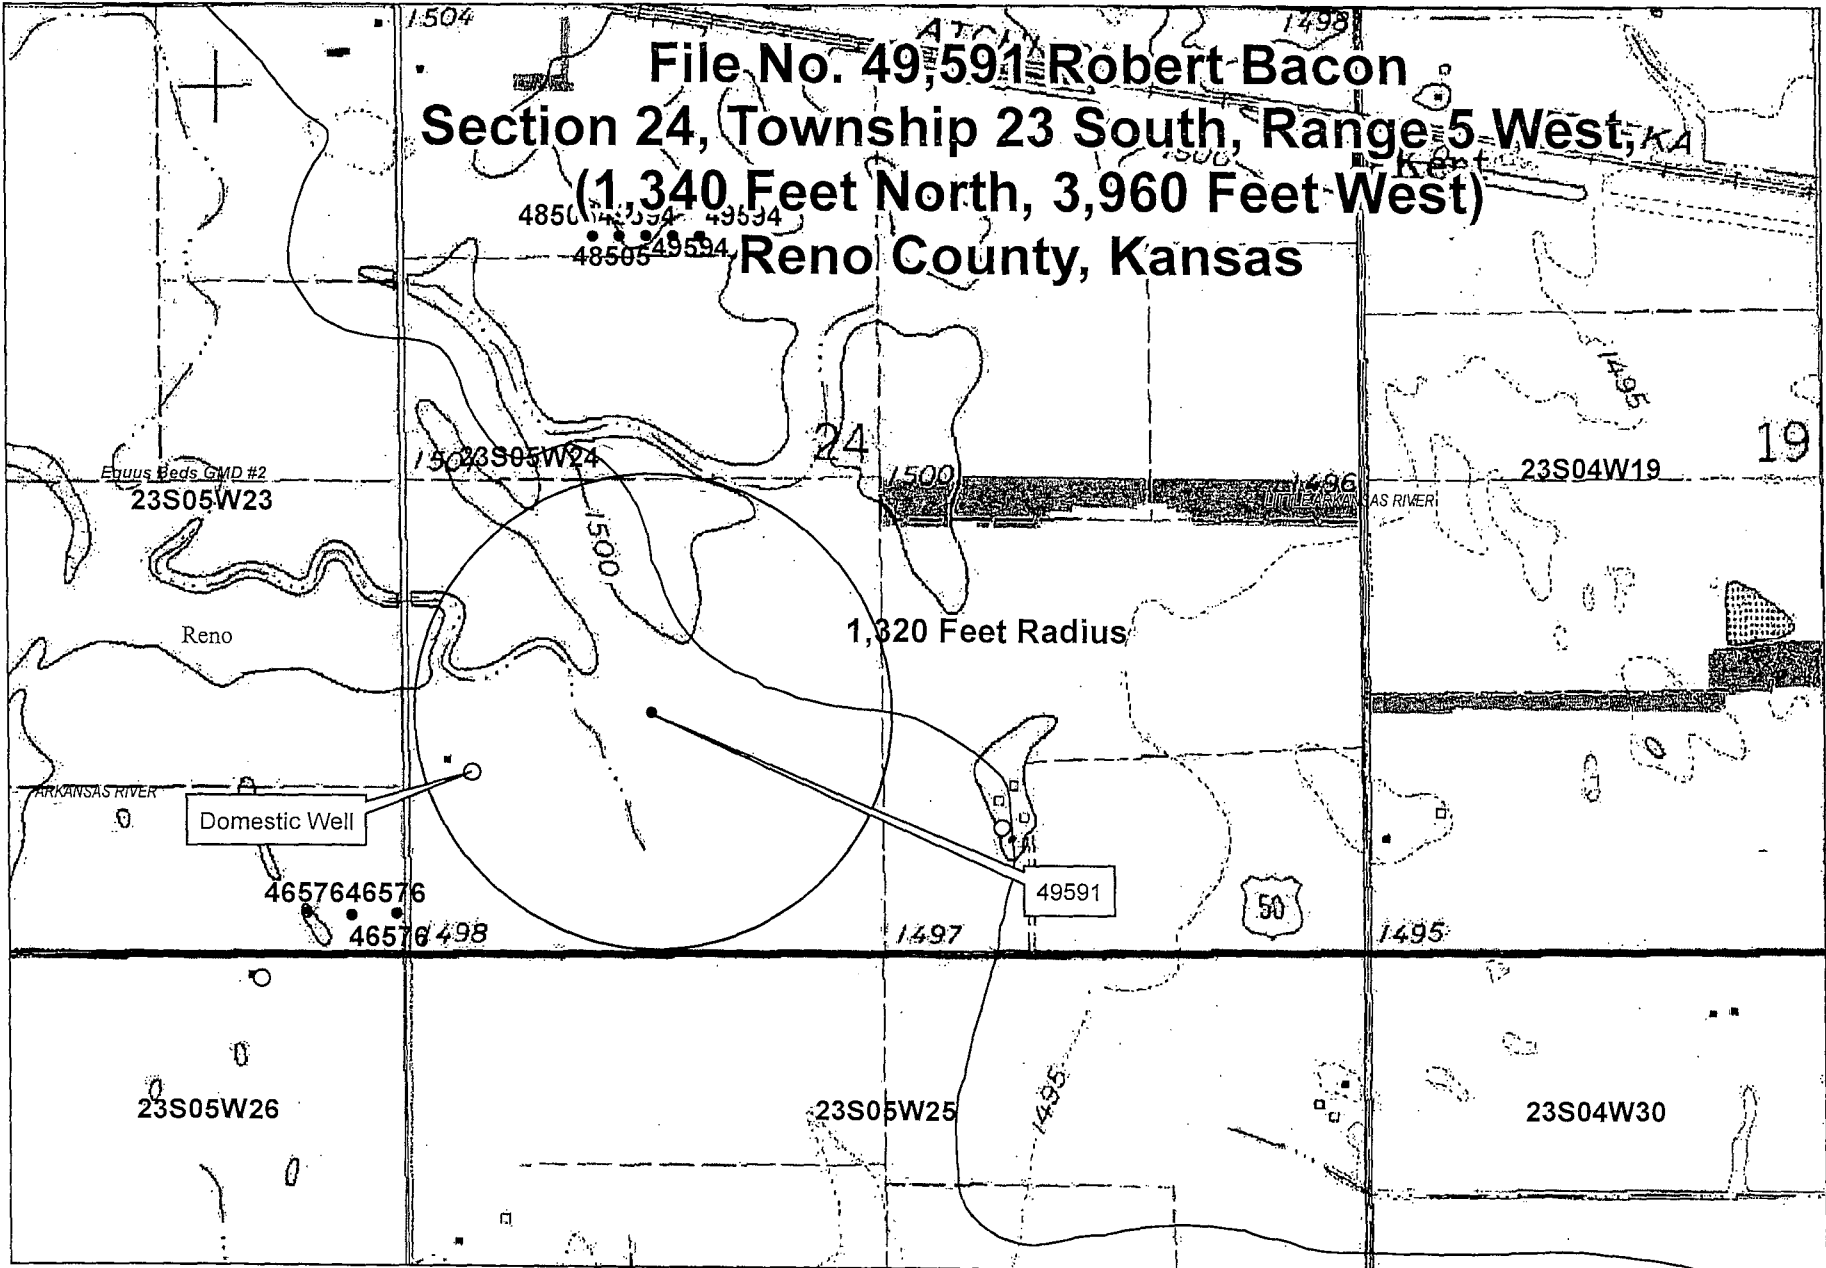 1504
1498
File No. 49,591 Robert Bacon
Section 24, Township 23 South, Range 5 West,
KA
(1,340 Feet North, 3,960 Feet West)
49594
48505
49594
Reno County, Kansas
1495
24
19
Equus Beds GMD #2
23S05W24
1500
1496
23S04W19
23S05W23
LITTLE ARKANSAS RIVER
1500
Reno
1,320 Feet Radius
ARKANSAS RIVER
Domestic Well
46576
46576
49591
50
46576
1498
1497
1495
1495
23S05W26
23S05W25
23S04W30